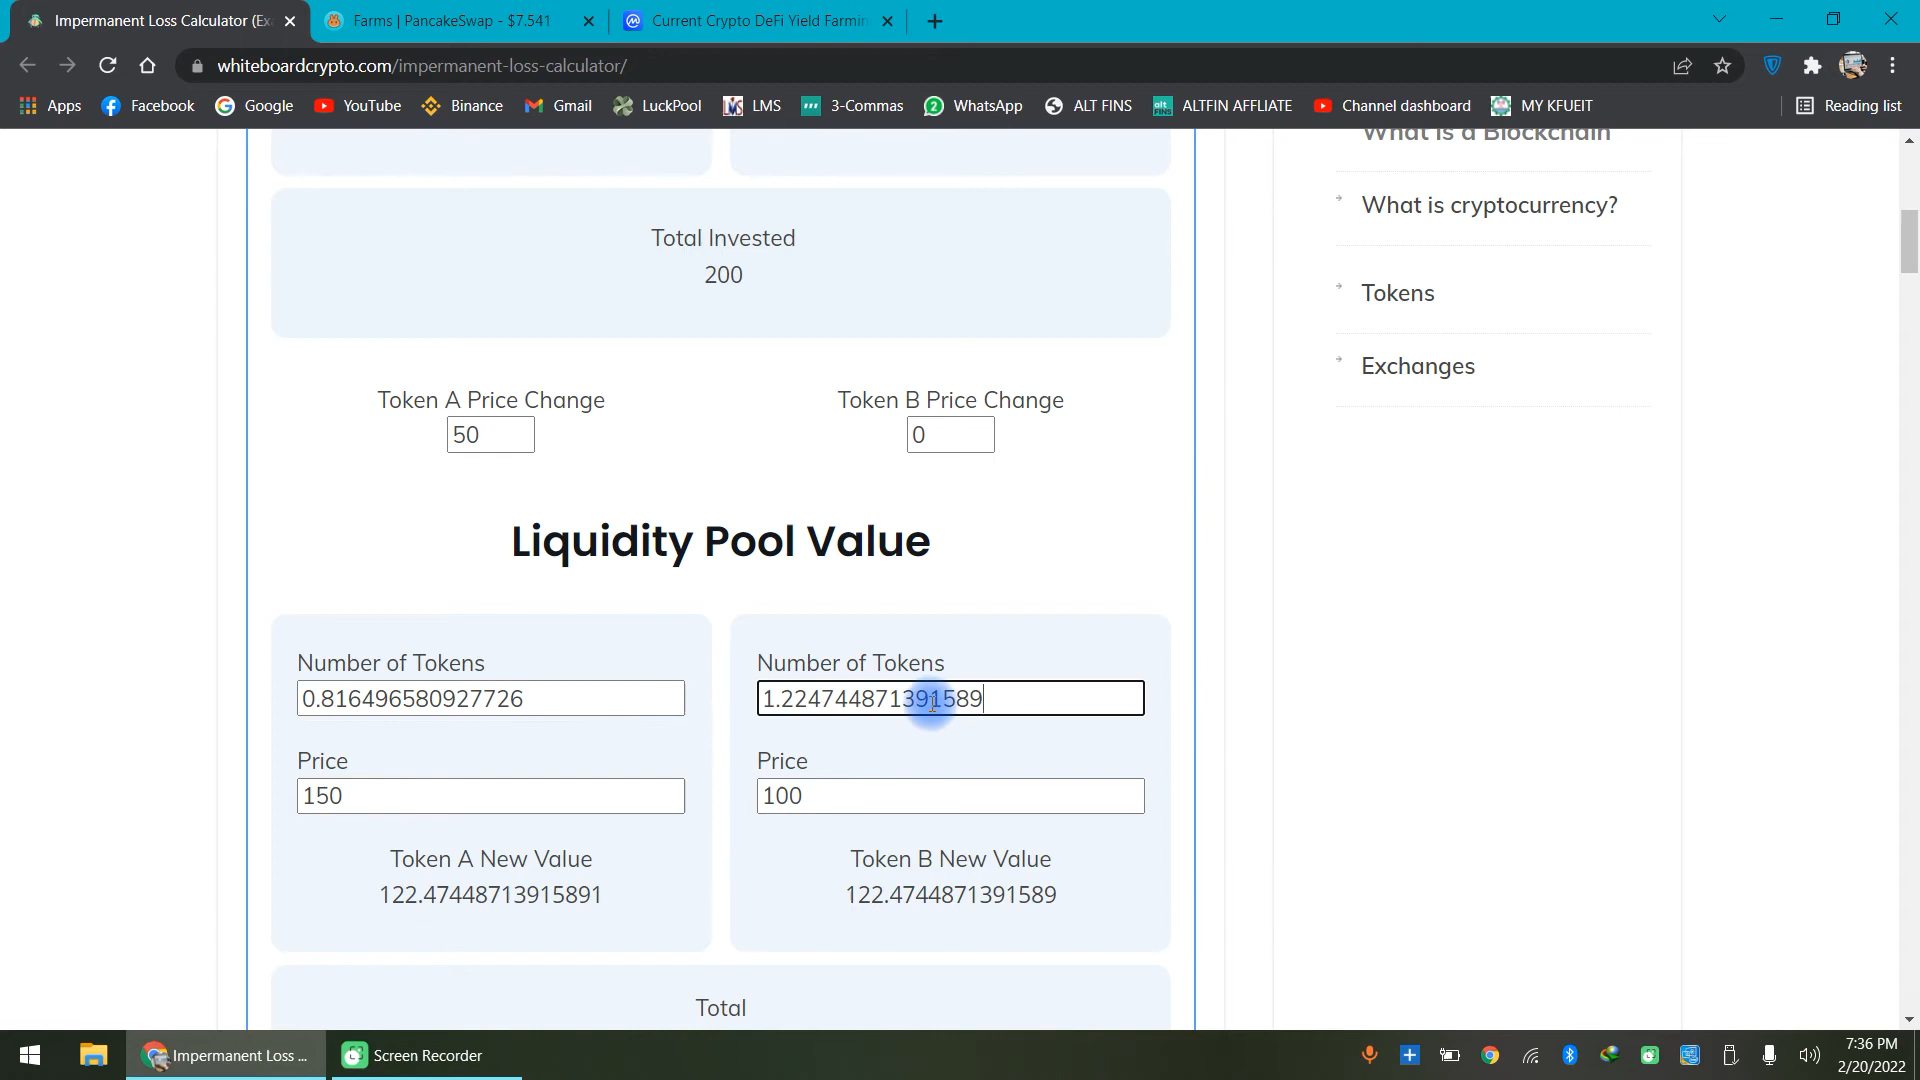 Impermanent Loss Calculator (Ex
Farms | PancakeSwap - $7.541
Current Crypto DeFi Yield Farmin
whiteboardcrypto.com/impermanent-loss-calculator/
Apps
Facebook
Google
YouTube
Binance
Gmail
LuckPool
LMS
3-Commas
WhatsApp
ALT FINS
ALTFIN AFFLIATE
Channel dashboard
MY KFUEIT
Reading list
What is a Blockchain
What is cryptocurrency?
Tokens
Exchanges
Total Invested
200
Token A Price Change
50
Token B Price Change
0
Liquidity Pool Value
Number of Tokens
0.816496580927726
Price
150
Token A New Value
122.47448713915891
Number of Tokens
1.224744871391589
Price
100
Token B New Value
122.4744871391589
Total
Impermanent Loss ...
Screen Recorder
7:36 PM
2/20/2022